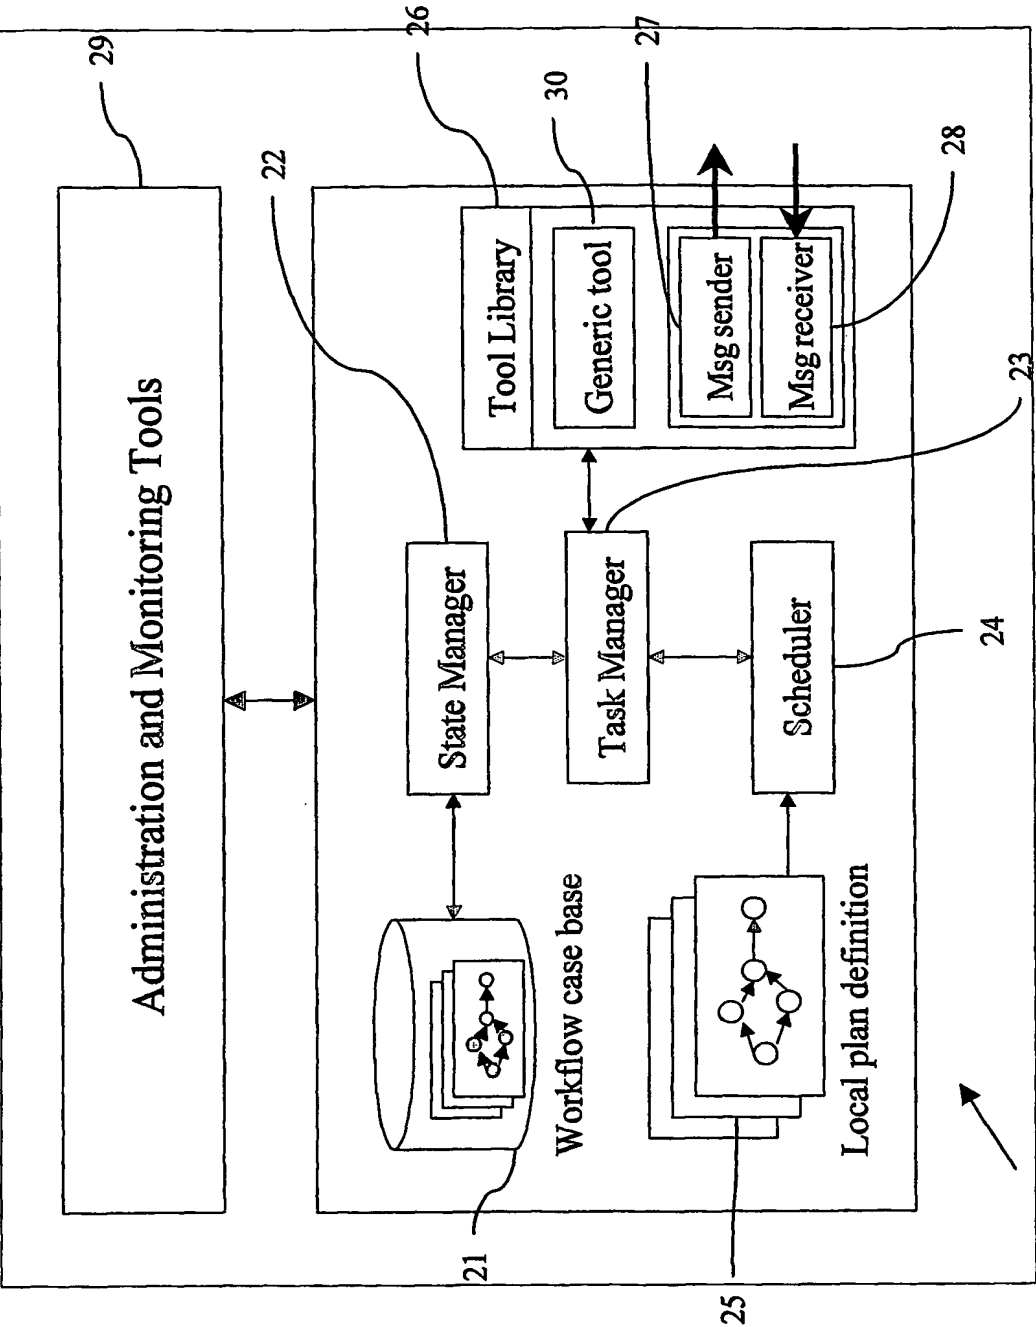 29
Administration and Monitoring Tools
22
26
State Manager
Tool Library
Generic tool
30
27
Msg sender
Msg receiver
28
Task Manager
23
Workflow case base
21
Scheduler
24
Local plan definition
25